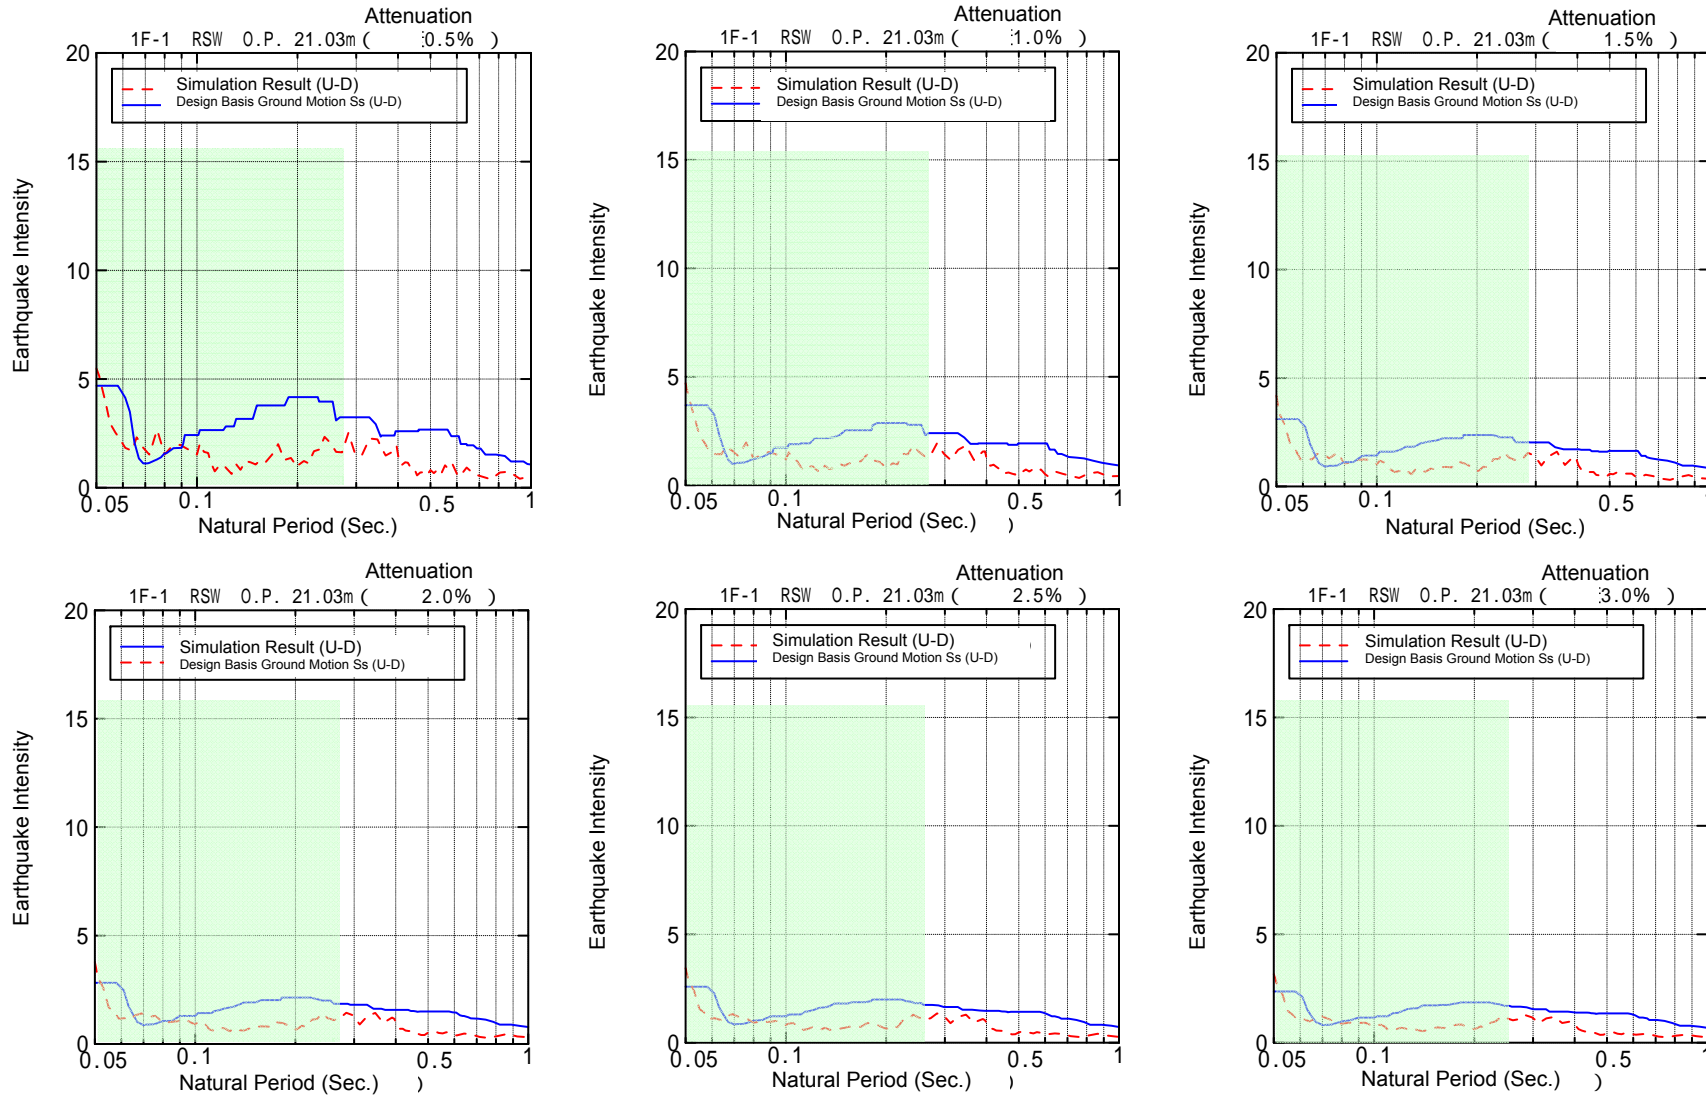 Attenuation
1F-1 RSW O.P. 21.03m ( 0.5% )
20
Simulation Result (U-D)
Design Basis Ground Motion Ss (U-D)
15
10
5
0
Earthquake Intensity
0.05 0.1 0.5 1
Natural Period (Sec.)
Attenuation
1F-1 RSW O.P. 21.03m ( 1.0% )
20
Simulation Result (U-D)
Design Basis Ground Motion Ss (U-D)
15
10
5
0
Earthquake Intensity
0.05 0.1 0.5 1
Natural Period (Sec.) )
Attenuation
1F-1 RSW O.P. 21.03m ( 1.5% )
20
Simulation Result (U-D)
Design Basis Ground Motion Ss (U-D)
15
10
5
0
Earthquake Intensity
0.05 0.1 0.5 1
Natural Period (Sec.)
Attenuation
1F-1 RSW O.P. 21.03m ( 2.0% )
20
Simulation Result (U-D)
Design Basis Ground Motion Ss (U-D)
15
10
5
0
Earthquake Intensity
0.05 0.1 0.5 1
Natural Period (Sec.) )
Attenuation
1F-1 RSW O.P. 21.03m ( 2.5% )
20
Simulation Result (U-D) )
Design Basis Ground Motion Ss (U-D)
15
10
5
0
Earthquake Intensity
0.05 0.1 0.5 1
Natural Period (Sec.) )
Attenuation
1F-1 RSW O.P. 21.03m ( 3.0% )
20
Simulation Result (U-D)
Design Basis Ground Motion Ss (U-D)
15
10
5
0
Earthquake Intensity
0.05 0.1 0.5 1
Natural Period (Sec.) )